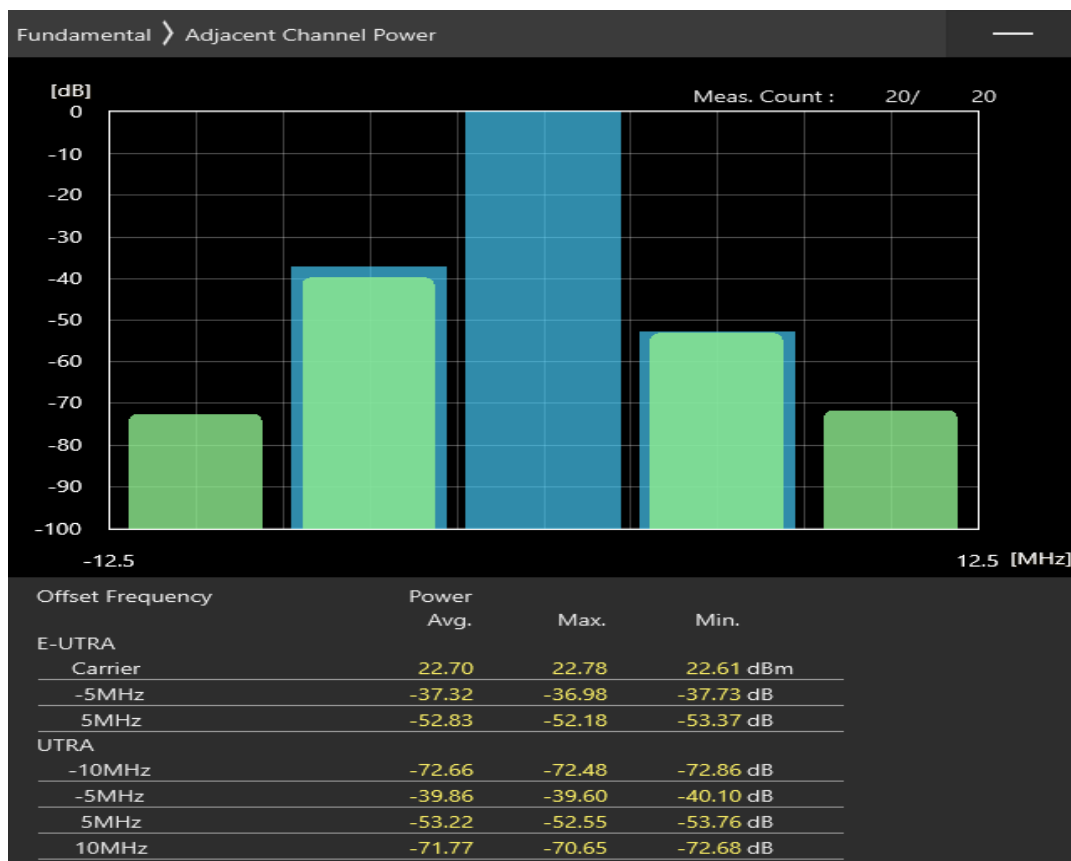 Fundamental ❯ Adjacent Channel Power
[dB]
Meas. Count : 20/ 20
0
-10
-20
-30
-40
-50
-60
-70
-80
-90
-100
-12.5 12.5 [MHz]
Offset Frequency Power
Avg. Max. Min.
E-UTRA
Carrier 22.70 22.78 22.61 dBm
-5MHz -37.32 -36.98 -37.73 dB
5MHz -52.83 -52.18 -53.37 dB
UTRA
-10MHz -72.66 -72.48 -72.86 dB
-5MHz -39.86 -39.60 -40.10 dB
5MHz -53.22 -52.55 -53.76 dB
10MHz -71.77 -70.65 -72.68 dB